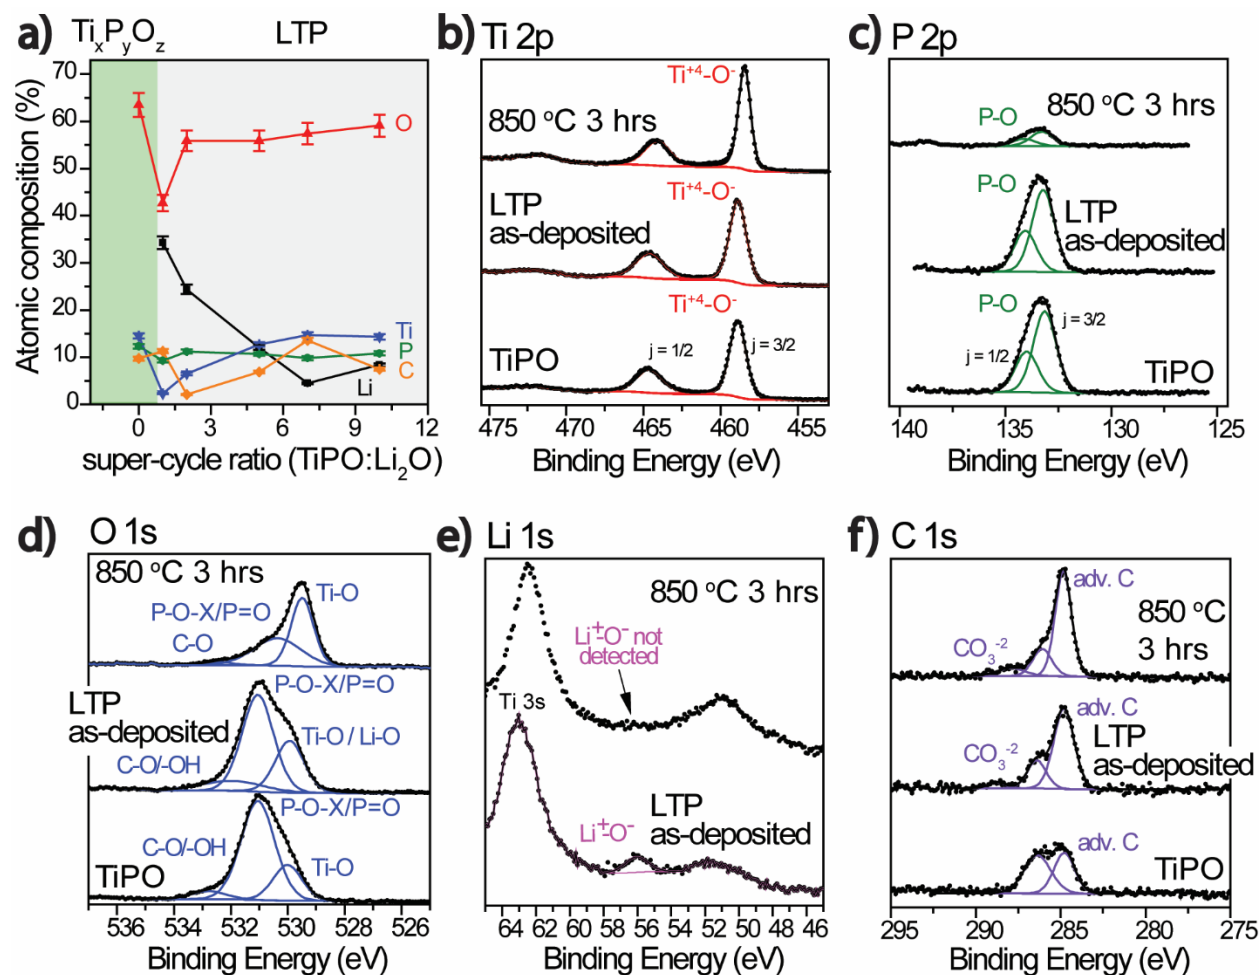 a)
TiₓPᵧO_z
LTP
70
60
50
40
30
20
10
0
Atomic composition (%)
O
Ti
P
C
Li
0 3 6 9 12
super-cycle ratio (TiPO:Li₂O)
b) Ti 2p
Ti⁺⁴-O⁻
850 °C 3 hrs
Ti⁺⁴-O⁻
LTP
as-deposited
Ti⁺⁴-O⁻
j = 1/2
j = 3/2
TiPO
475 470 465 460 455
Binding Energy (eV)
c) P 2p
850 °C 3 hrs
P-O
P-O
LTP
as-deposited
P-O
j = 3/2
j = 1/2
TiPO
140 135 130 125
Binding Energy (eV)
d) O 1s
850 °C 3 hrs
Ti-O
P-O-X/P=O
C-O
P-O-X/P=O
LTP
as-deposited
Ti-O / Li-O
C-O/-OH
P-O-X/P=O
C-O/-OH
Ti-O
TiPO
536 534 532 530 528 526
Binding Energy (eV)
e) Li 1s
850 °C 3 hrs
Li⁺-O⁻ not
detected
Ti 3s
LTP
as-deposited
Li⁺-O⁻
64 62 60 58 56 54 52 50 48 46
Binding Energy (eV)
f) C 1s
adv. C
850 °C
3 hrs
CO₃⁻²
adv. C
LTP
as-deposited
CO₃⁻²
adv. C
TiPO
295 290 285 280 275
Binding Energy (eV)